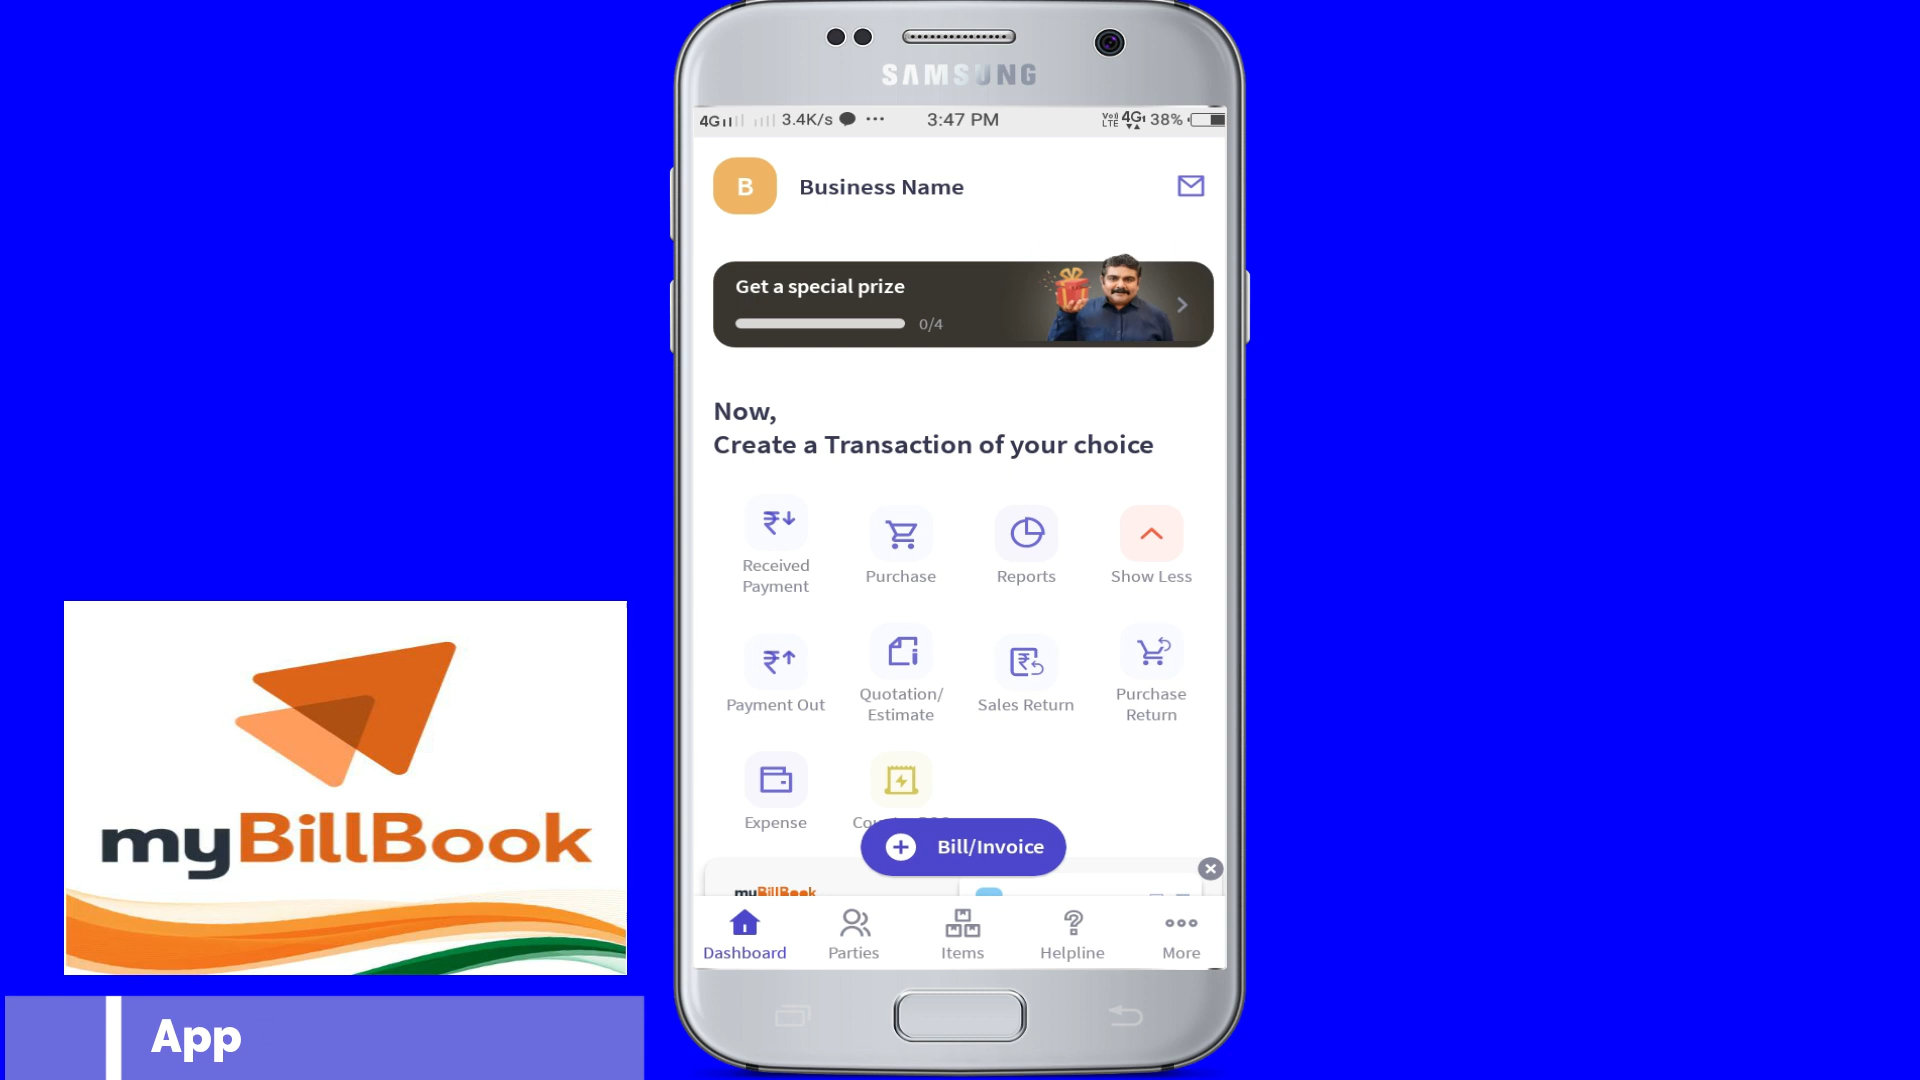 SAMSUNG
4G 3.4K/s ••• 3:47 PM VoLTE 4G 38%
B Business Name
Get a special prize
0/4
Now,
Create a Transaction of your choice
Received
Payment
Purchase
Reports
Show Less
Payment Out
Quotation/
Estimate
Sales Return
Purchase
Return
Expense
Bill/Invoice
myBillBook
Dashboard
Parties
Items
Helpline
More
myBillBook
App